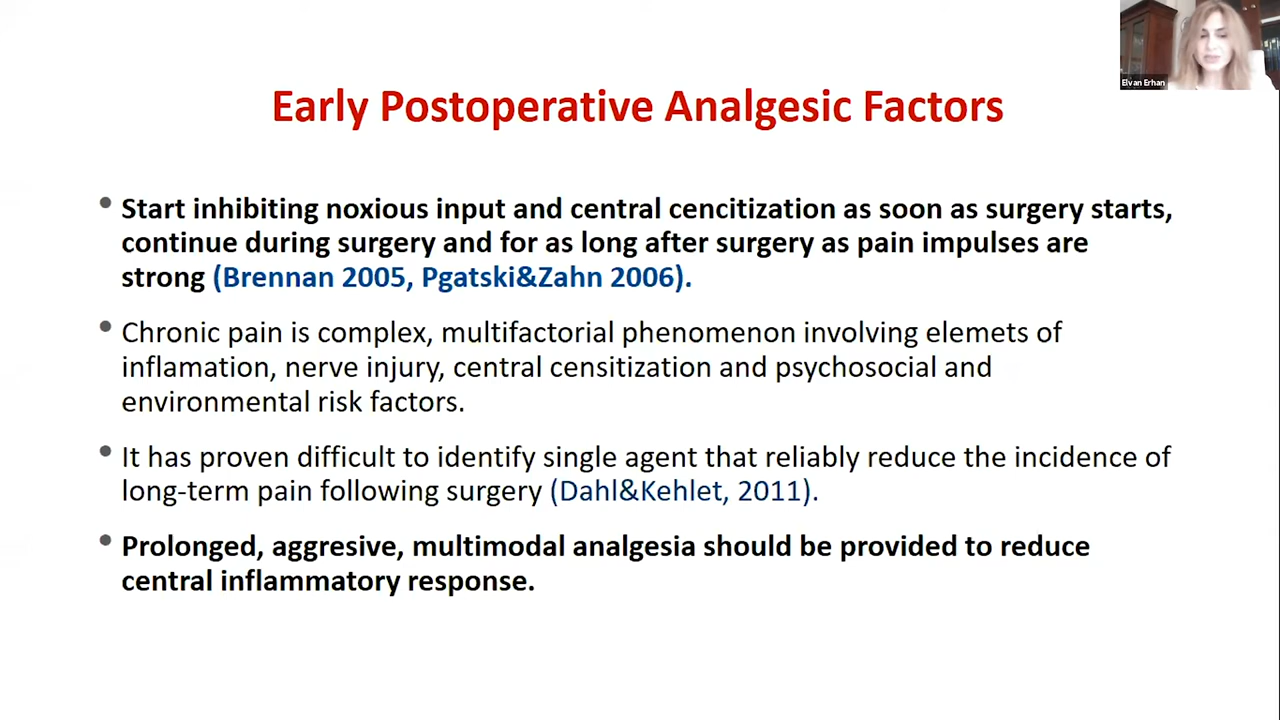 Elvan Erhan
Early Postoperative Analgesic Factors
• Start inhibiting noxious input and central cencitization as soon as surgery starts,
continue during surgery and for as long after surgery as pain impulses are
strong (Brennan 2005, Pgatski&Zahn 2006).
• Chronic pain is complex, multifactorial phenomenon involving elemets of
inflamation, nerve injury, central censitization and psychosocial and
environmental risk factors.
• It has proven difficult to identify single agent that reliably reduce the incidence of
long-term pain following surgery (Dahl&Kehlet, 2011).
• Prolonged, aggresive, multimodal analgesia should be provided to reduce
central inflammatory response.